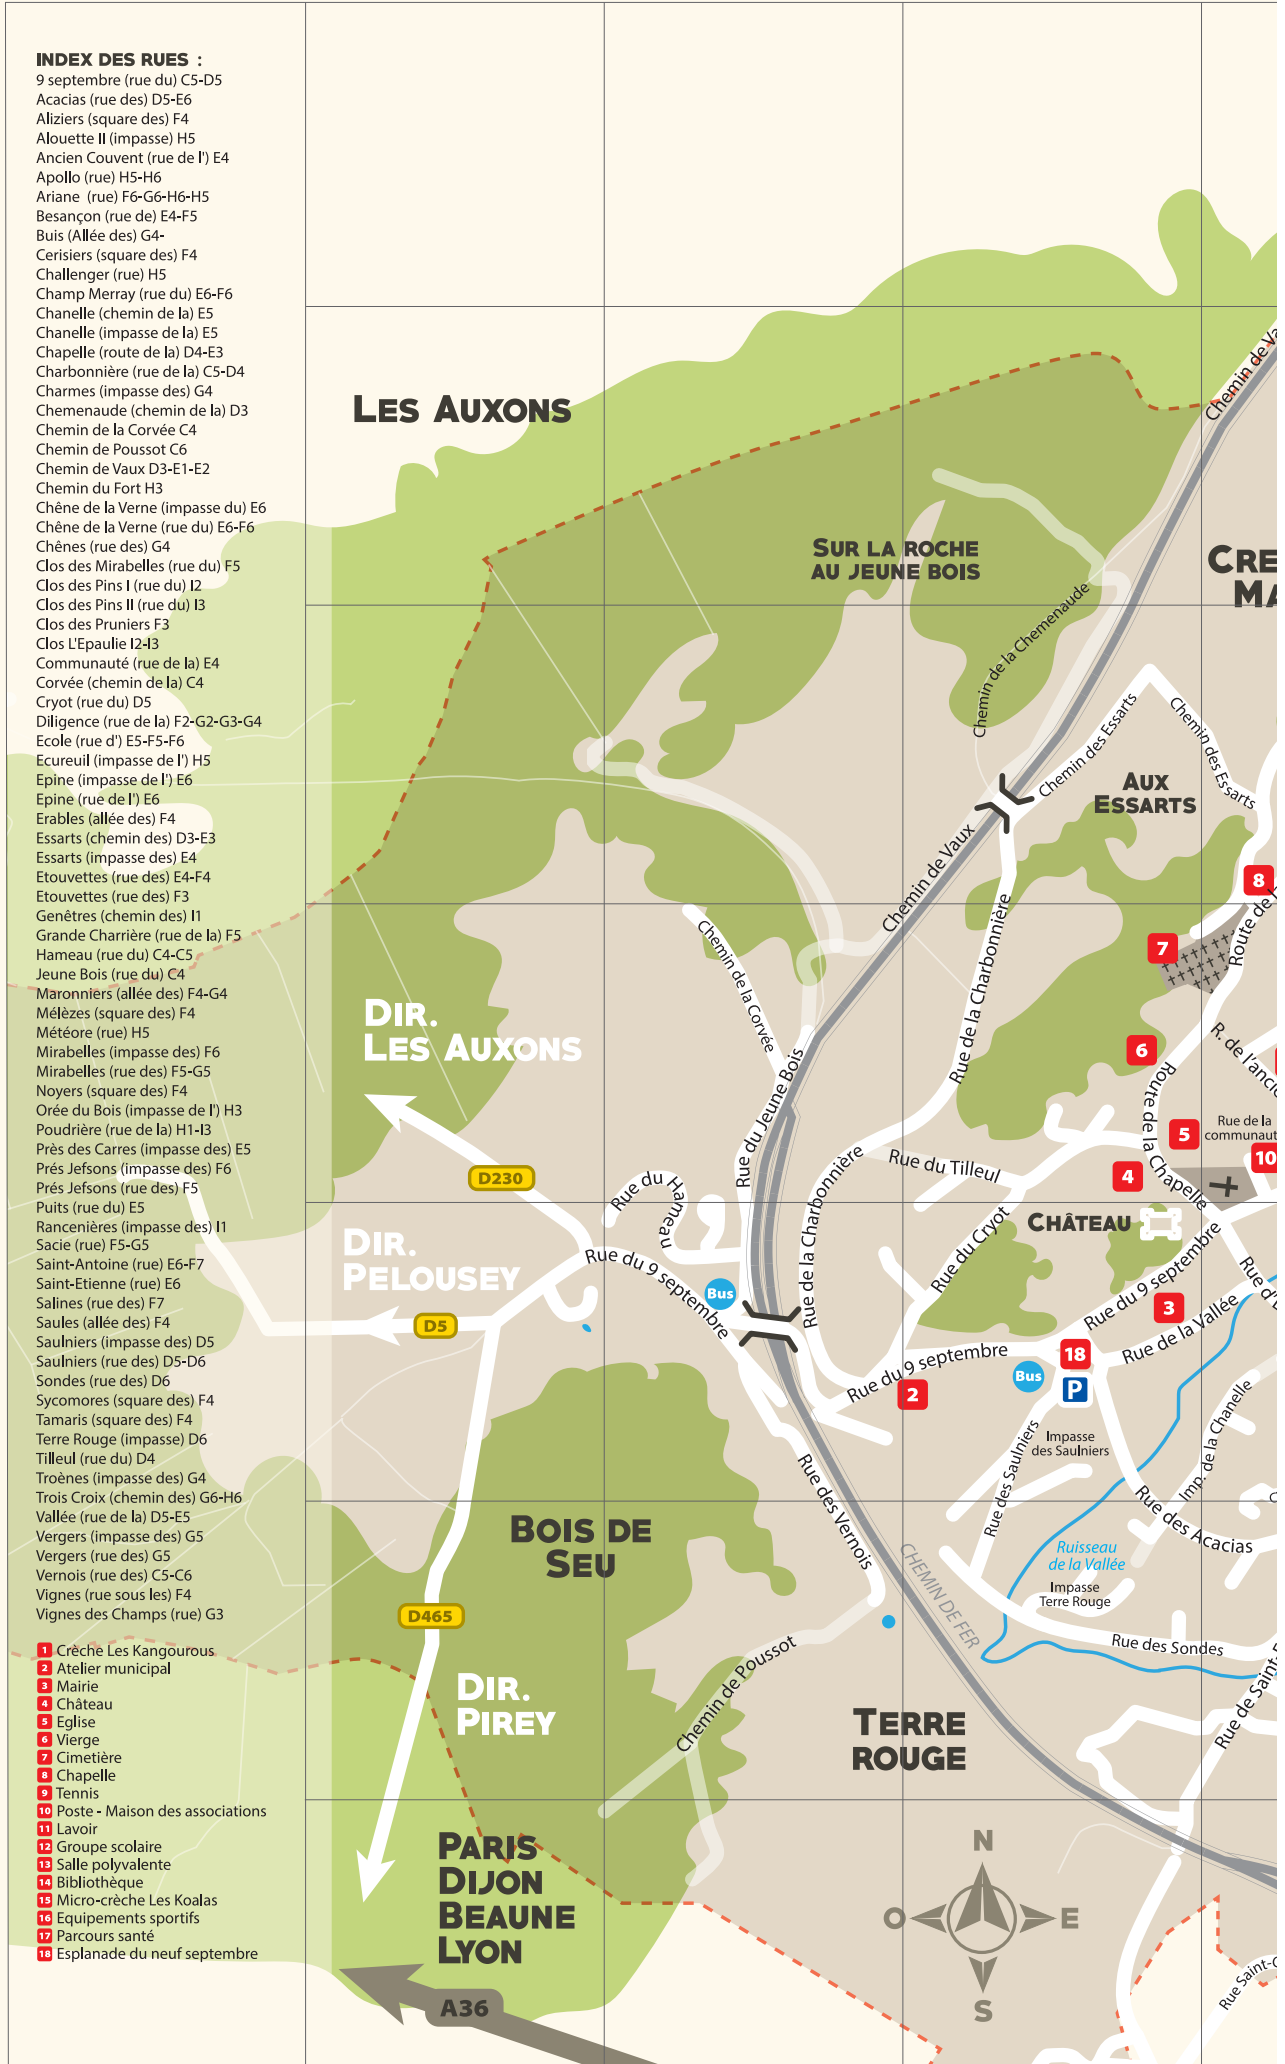 INDEX DES RUES :
9 septembre (rue du) C5-D5
Acacias (rue des) D5-E6
Aliziers (square des) F4
Alouette II (impasse) H5
Ancien Couvent (rue de l') E4
Apollo (rue) H5-H6
Ariane (rue) F6-G6-H6-H5
Besançon (rue de) E4-F5
Buis (Allée des) G4-
Cerisiers (square des) F4
Challenger (rue) H5
Champ Merray (rue du) E6-F6
Chanelle (chemin de la) E5
Chanelle (impasse de la) E5
Chapelle (route de la) D4-E3
Charbonnière (rue de la) C5-D4
Charmes (impasse des) G4
Chemenaude (chemin de la) D3
Chemin de la Corvée C4
Chemin de Poussot C6
Chemin de Vaux D3-E1-E2
Chemin du Fort H3
Chêne de la Verne (impasse du) E6
Chêne de la Verne (rue du) E6-F6
Chênes (rue des) G4
Clos des Mirabelles (rue du) F5
Clos des Pins I (rue du) I2
Clos des Pins II (rue du) I3
Clos des Pruniers F3
Clos L'Epaulie I2-I3
Communauté (rue de la) E4
Corvée (chemin de la) C4
Cryot (rue du) D5
Diligence (rue de la) F2-G2-G3-G4
Ecole (rue d') E5-F5-F6
Ecureuil (impasse de l') H5
Epine (impasse de l') E6
Epine (rue de l') E6
Erables (allée des) F4
Essarts (chemin des) D3-E3
Essarts (impasse des) E4
Etouvettes (rue des) E4-F4
Etouvettes (rue des) F3
Genêtres (chemin des) I1
Grande Charrière (rue de la) F5
Hameau (rue du) C4-C5
Jeune Bois (rue du) C4
Maronniers (allée des) F4-G4
Mélèzes (square des) F4
Météore (rue) H5
Mirabelles (impasse des) F6
Mirabelles (rue des) F5-G5
Noyers (square des) F4
Orée du Bois (impasse de l') H3
Poudrière (rue de la) H1-I3
Près des Carres (impasse des) E5
Prés Jefsons (impasse des) F6
Prés Jefsons (rue des) F5
Puits (rue du) E5
Rancenières (impasse des) I1
Sacie (rue) F5-G5
Saint-Antoine (rue) E6-F7
Saint-Etienne (rue) E6
Salines (rue des) F7
Saules (allée des) F4
Saulniers (impasse des) D5
Saulniers (rue des) D5-D6
Sondes (rue des) D6
Sycomores (square des) F4
Tamaris (square des) F4
Terre Rouge (impasse) D6
Tilleul (rue du) D4
Troènes (impasse des) G4
Trois Croix (chemin des) G6-H6
Vallée (rue de la) D5-E5
Vergers (impasse des) G5
Vergers (rue des) G5
Vernois (rue des) C5-C6
Vignes (rue sous les) F4
Vignes des Champs (rue) G3
1 Crèche Les Kangourous
2 Atelier municipal
3 Mairie
4 Château
5 Eglise
6 Vierge
7 Cimetière
8 Chapelle
9 Tennis
10 Poste - Maison des associations
11 Lavoir
12 Groupe scolaire
13 Salle polyvalente
14 Bibliothèque
15 Micro-crèche Les Koalas
16 Equipements sportifs
17 Parcours santé
18 Esplanade du neuf septembre
LES AUXONS
Chemin de Va
SUR LA ROCHE
AU JEUNE BOIS
CRE
MA
Chemin de la Chemenaude
Chemin des Essarts
Chemin des Essarts
AUX
ESSARTS
Chemin de Vaux
8
Route de l
7
Chemin de la Corvée
Rue de la Charbonnière
DIR.
LES AUXONS
6
R. de l'ancie
Rue du Jeune Bois
Route de la Chapelle
5
Rue de la
communaut
10
Rue du Tilleul
4
D230
Rue du Hameau
Rue de la Charbonnière
CHÂTEAU
Rue du Cryot
DIR.
PELOUSEY
Rue du 9 septembre
Bus
Rue du 9 septembre
3
Rue d'E
Rue de la Vallée
D5
Rue du 9 septembre
18
Bus
P
2
Impasse
des Saulniers
Rue des Saulniers
Imp. de la Chanelle
Rue des Vernois
Rue des Acacias
BOIS DE
SEU
CHEMIN DE FER
Ruisseau
de la Vallée
Impasse
Terre Rouge
D465
Rue des Sondes
Chemin de Poussot
DIR.
PIREY
Rue de Saint-E
TERRE
ROUGE
PARIS
DIJON
BEAUNE
LYON
N
O
E
S
A36
Rue Saint-